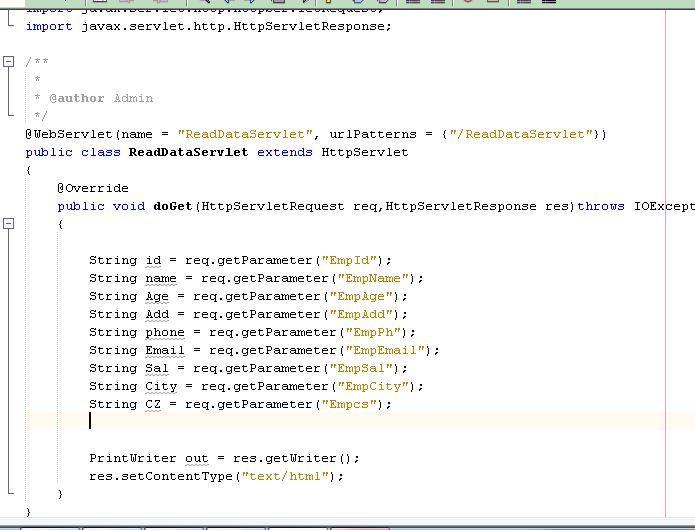 import javax.servlet.http.HttpServletRequest;
import javax.servlet.http.HttpServletResponse;
/**
*
* @author Admin
*/
@WebServlet(name = "ReadDataServlet", urlPatterns = {"/ReadDataServlet"})
public class ReadDataServlet extends HttpServlet
{
@Override
public void doGet(HttpServletRequest req,HttpServletResponse res)throws IOExcept
{
String id = req.getParameter("EmpId");
String name = req.getParameter("EmpName");
String Age = req.getParameter("EmpAge");
String Add = req.getParameter("EmpAdd");
String phone = req.getParameter("EmpPh");
String Email = req.getParameter("EmpEmail");
String Sal = req.getParameter("EmpSal");
String City = req.getParameter("EmpCity");
String CZ = req.getParameter("Empcs");
PrintWriter out = res.getWriter();
res.setContentType("text/html");
}
}